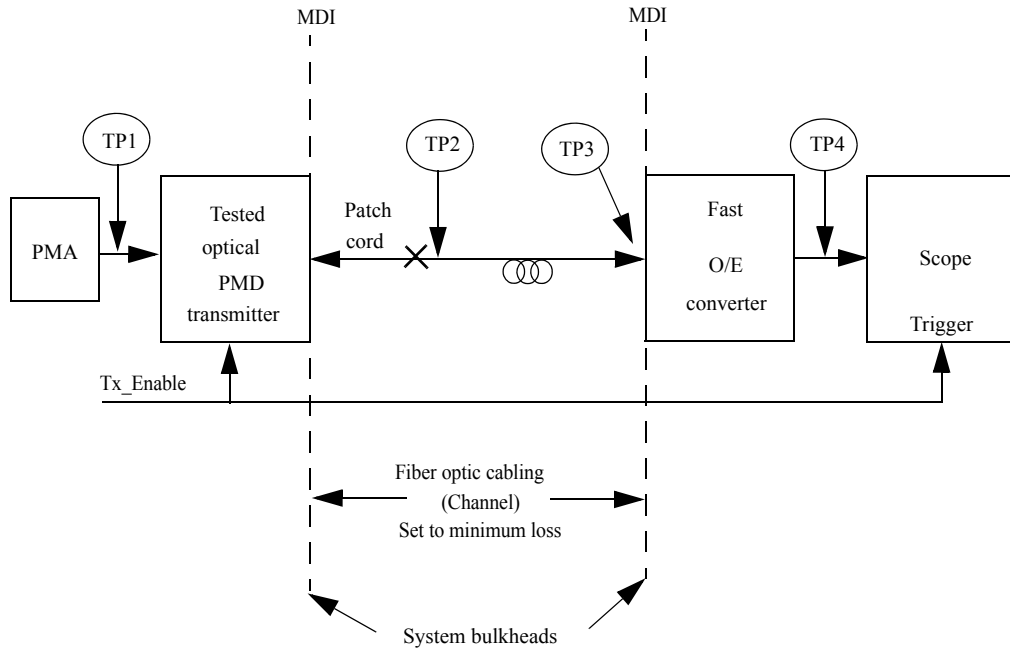 MDI
MDI
TP1
TP2
TP3
TP4
PMA
Tested
optical
PMD
transmitter
Patch
cord
Fast
O/E
converter
Scope
Trigger
Tx_Enable
Fiber optic cabling
(Channel)
Set to minimum loss
System bulkheads